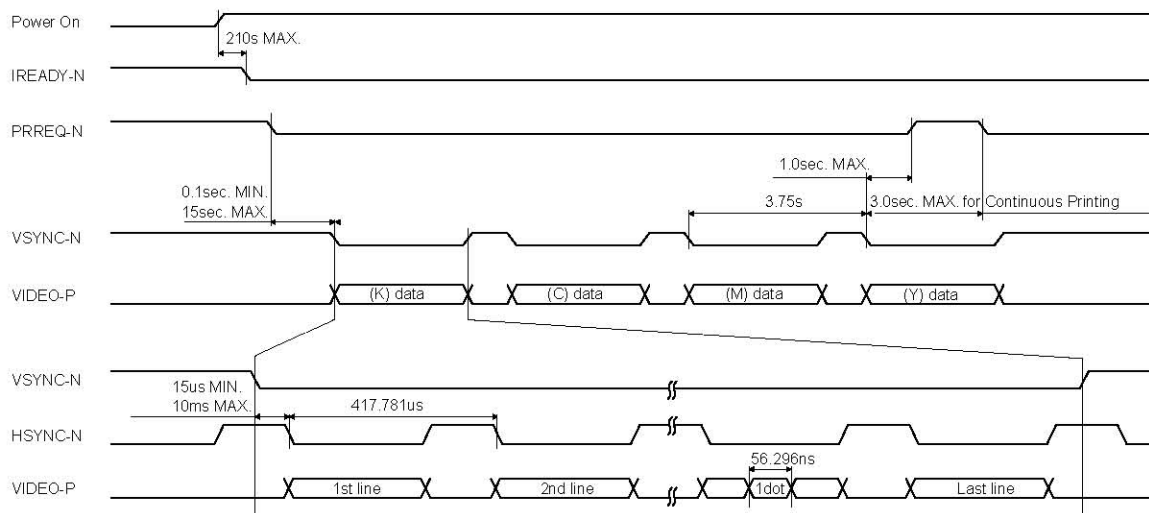 Power On
210s MAX.
IREADY-N
PRREQ-N
1.0sec. MAX.
0.1sec. MIN.
15sec. MAX.
3.75s
3.0sec. MAX. for Continuous Printing
VSYNC-N
VIDEO-P
(K) data
(C) data
(M) data
(Y) data
VSYNC-N
15us MIN.
10ms MAX.
417.781us
HSYNC-N
56.296ns
VIDEO-P
1st line
2nd line
1dot
Last line